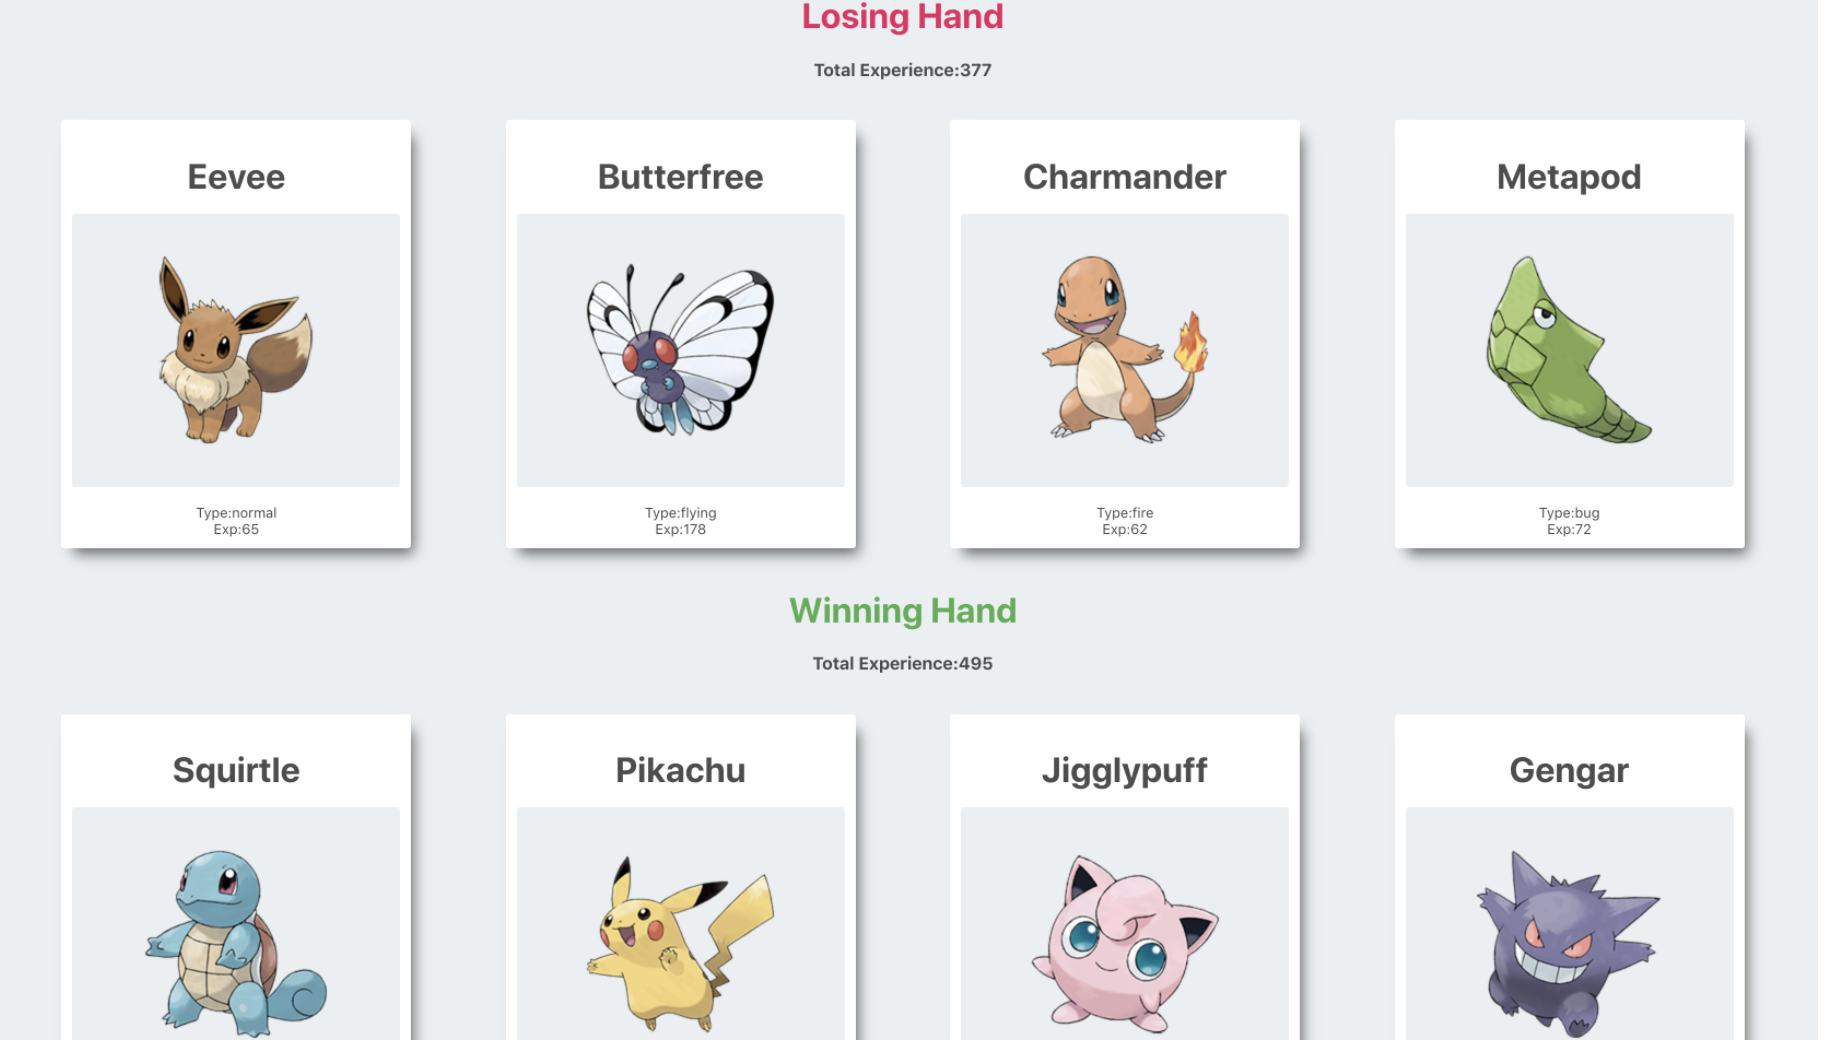 Losing Hand
Total Experience:377
Eevee
Butterfree
Charmander
Metapod
Type:normal
Exp:65
Type:flying
Exp:178
Type:fire
Exp:62
Type:bug
Exp:72
Winning Hand
Total Experience:495
Squirtle
Pikachu
Jigglypuff
Gengar